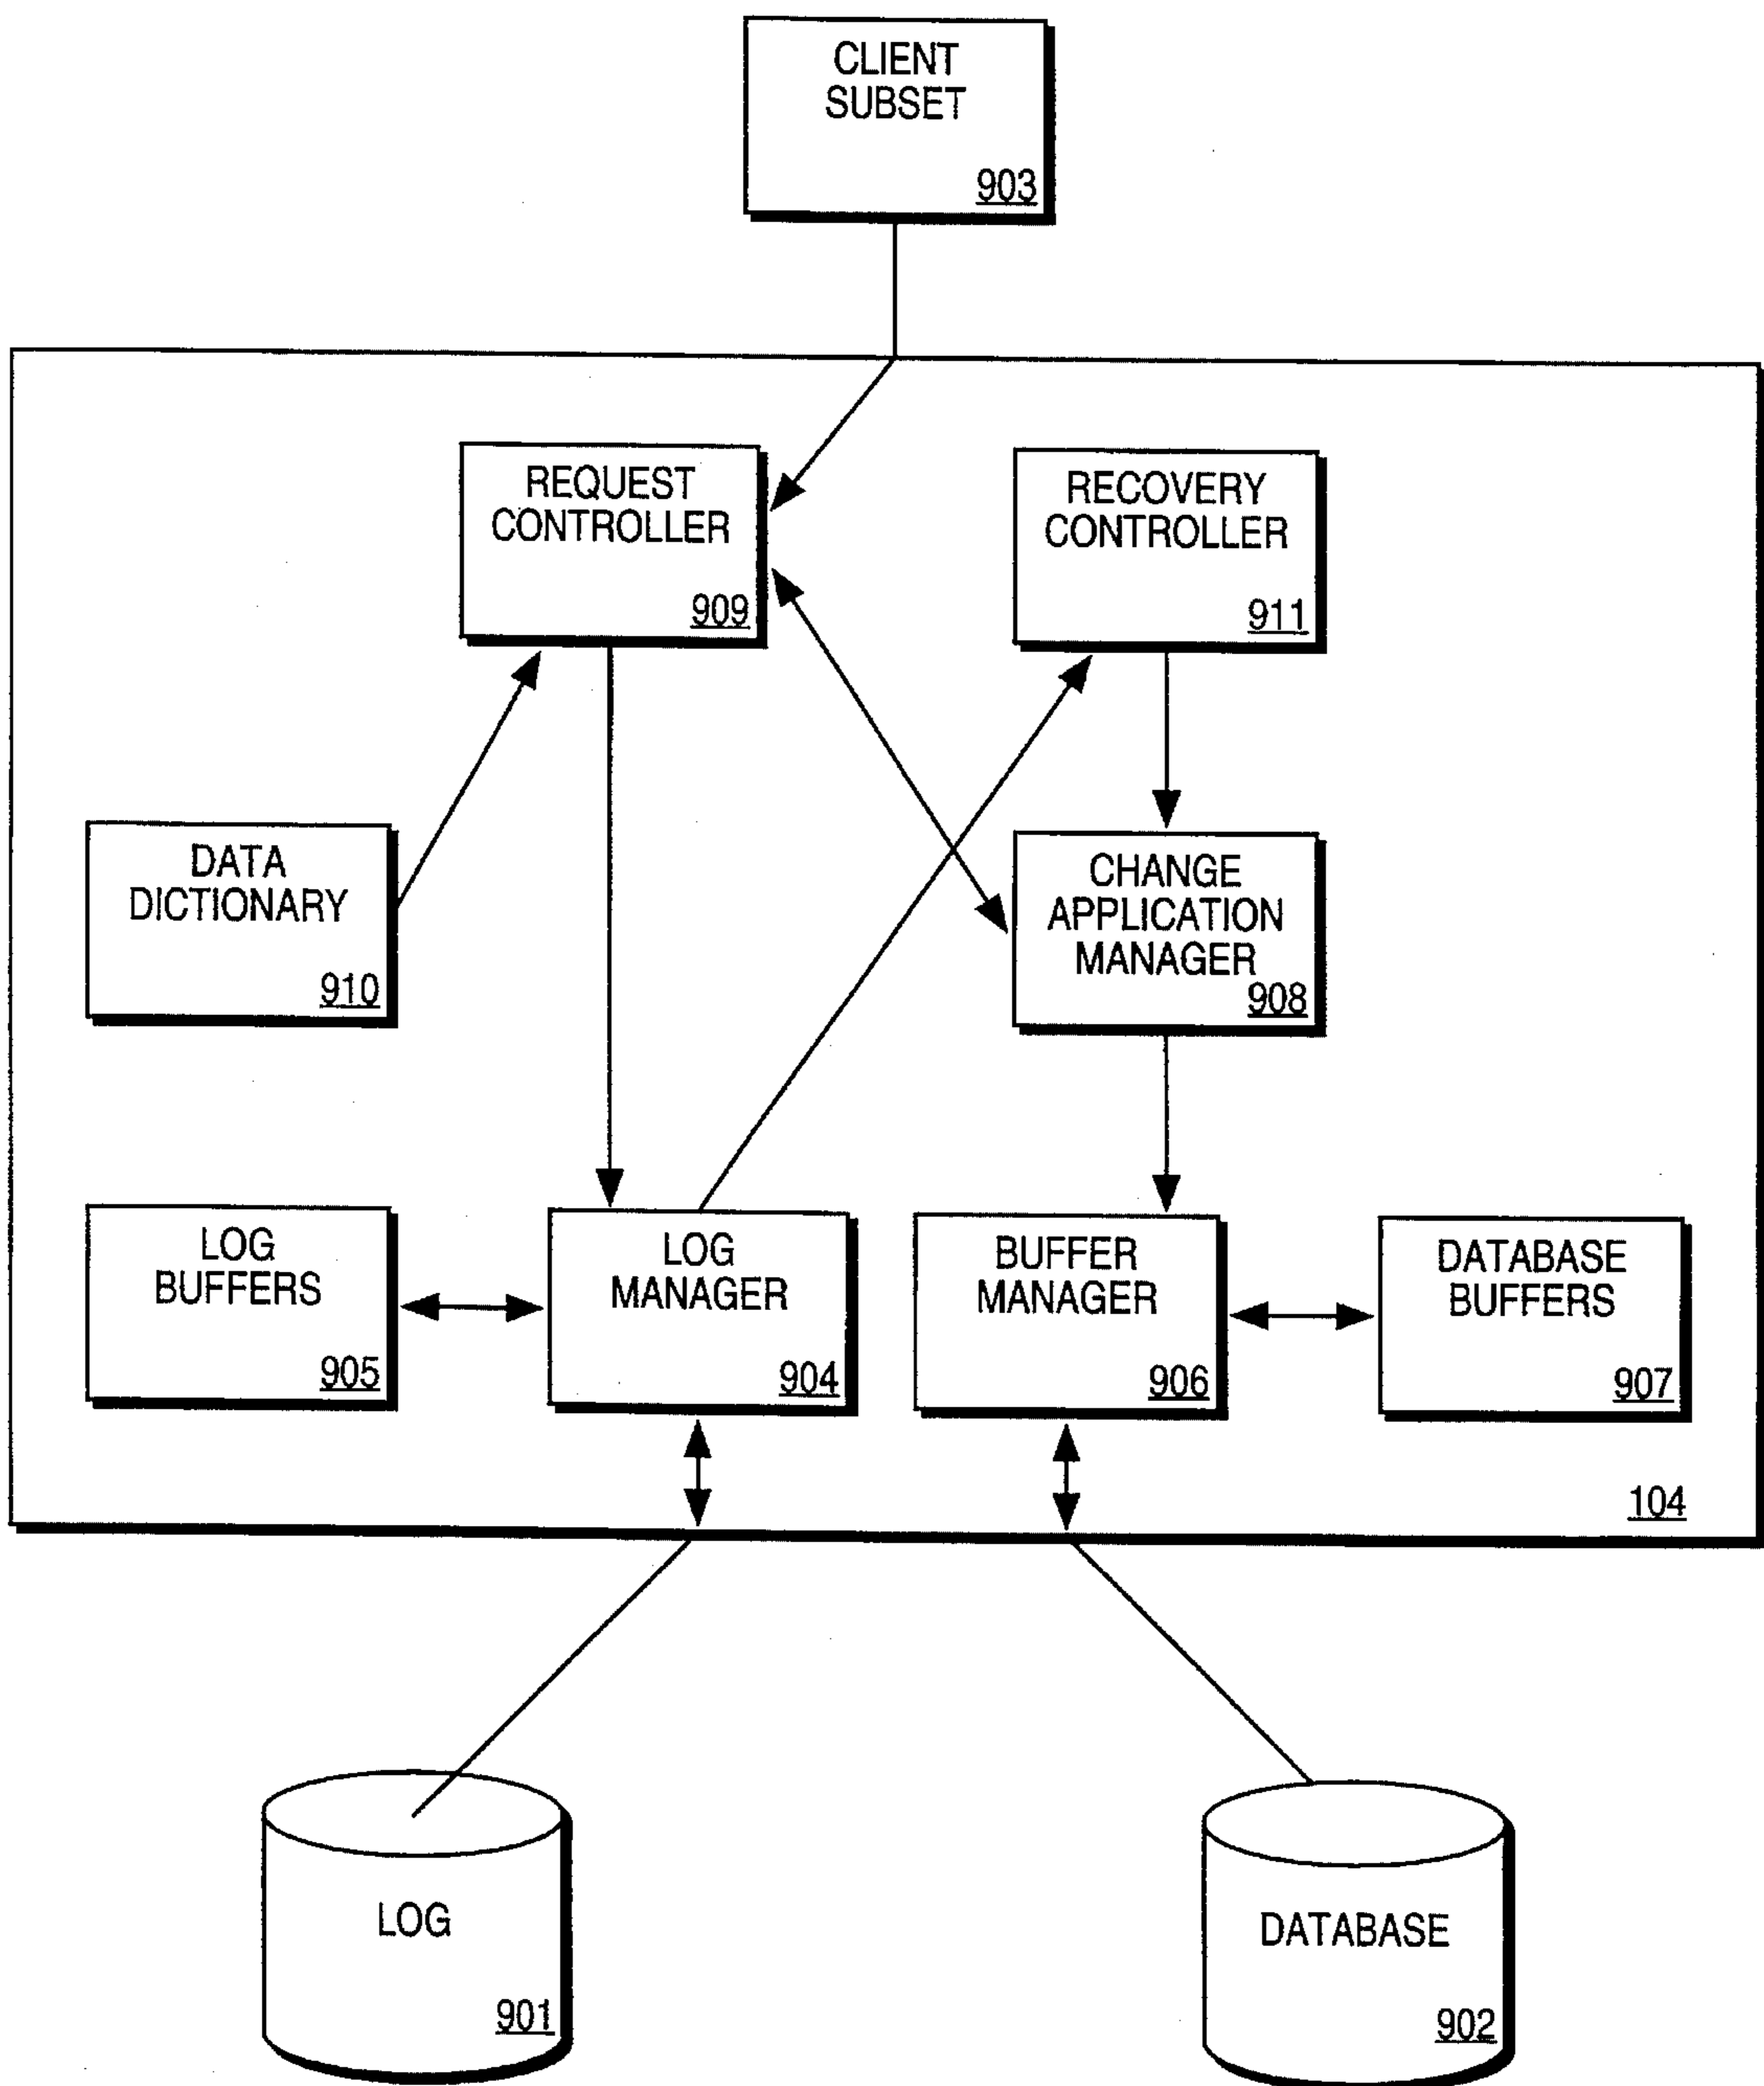 CLIENT
SUBSET
903
REQUEST
CONTROLLER
909
RECOVERY
CONTROLLER
911
DATA
DICTIONARY
910
CHANGE
APPLICATION
MANAGER
908
LOG
BUFFERS
905
LOG
MANAGER
904
BUFFER
MANAGER
906
DATABASE
BUFFERS
907
104
LOG
901
DATABASE
902